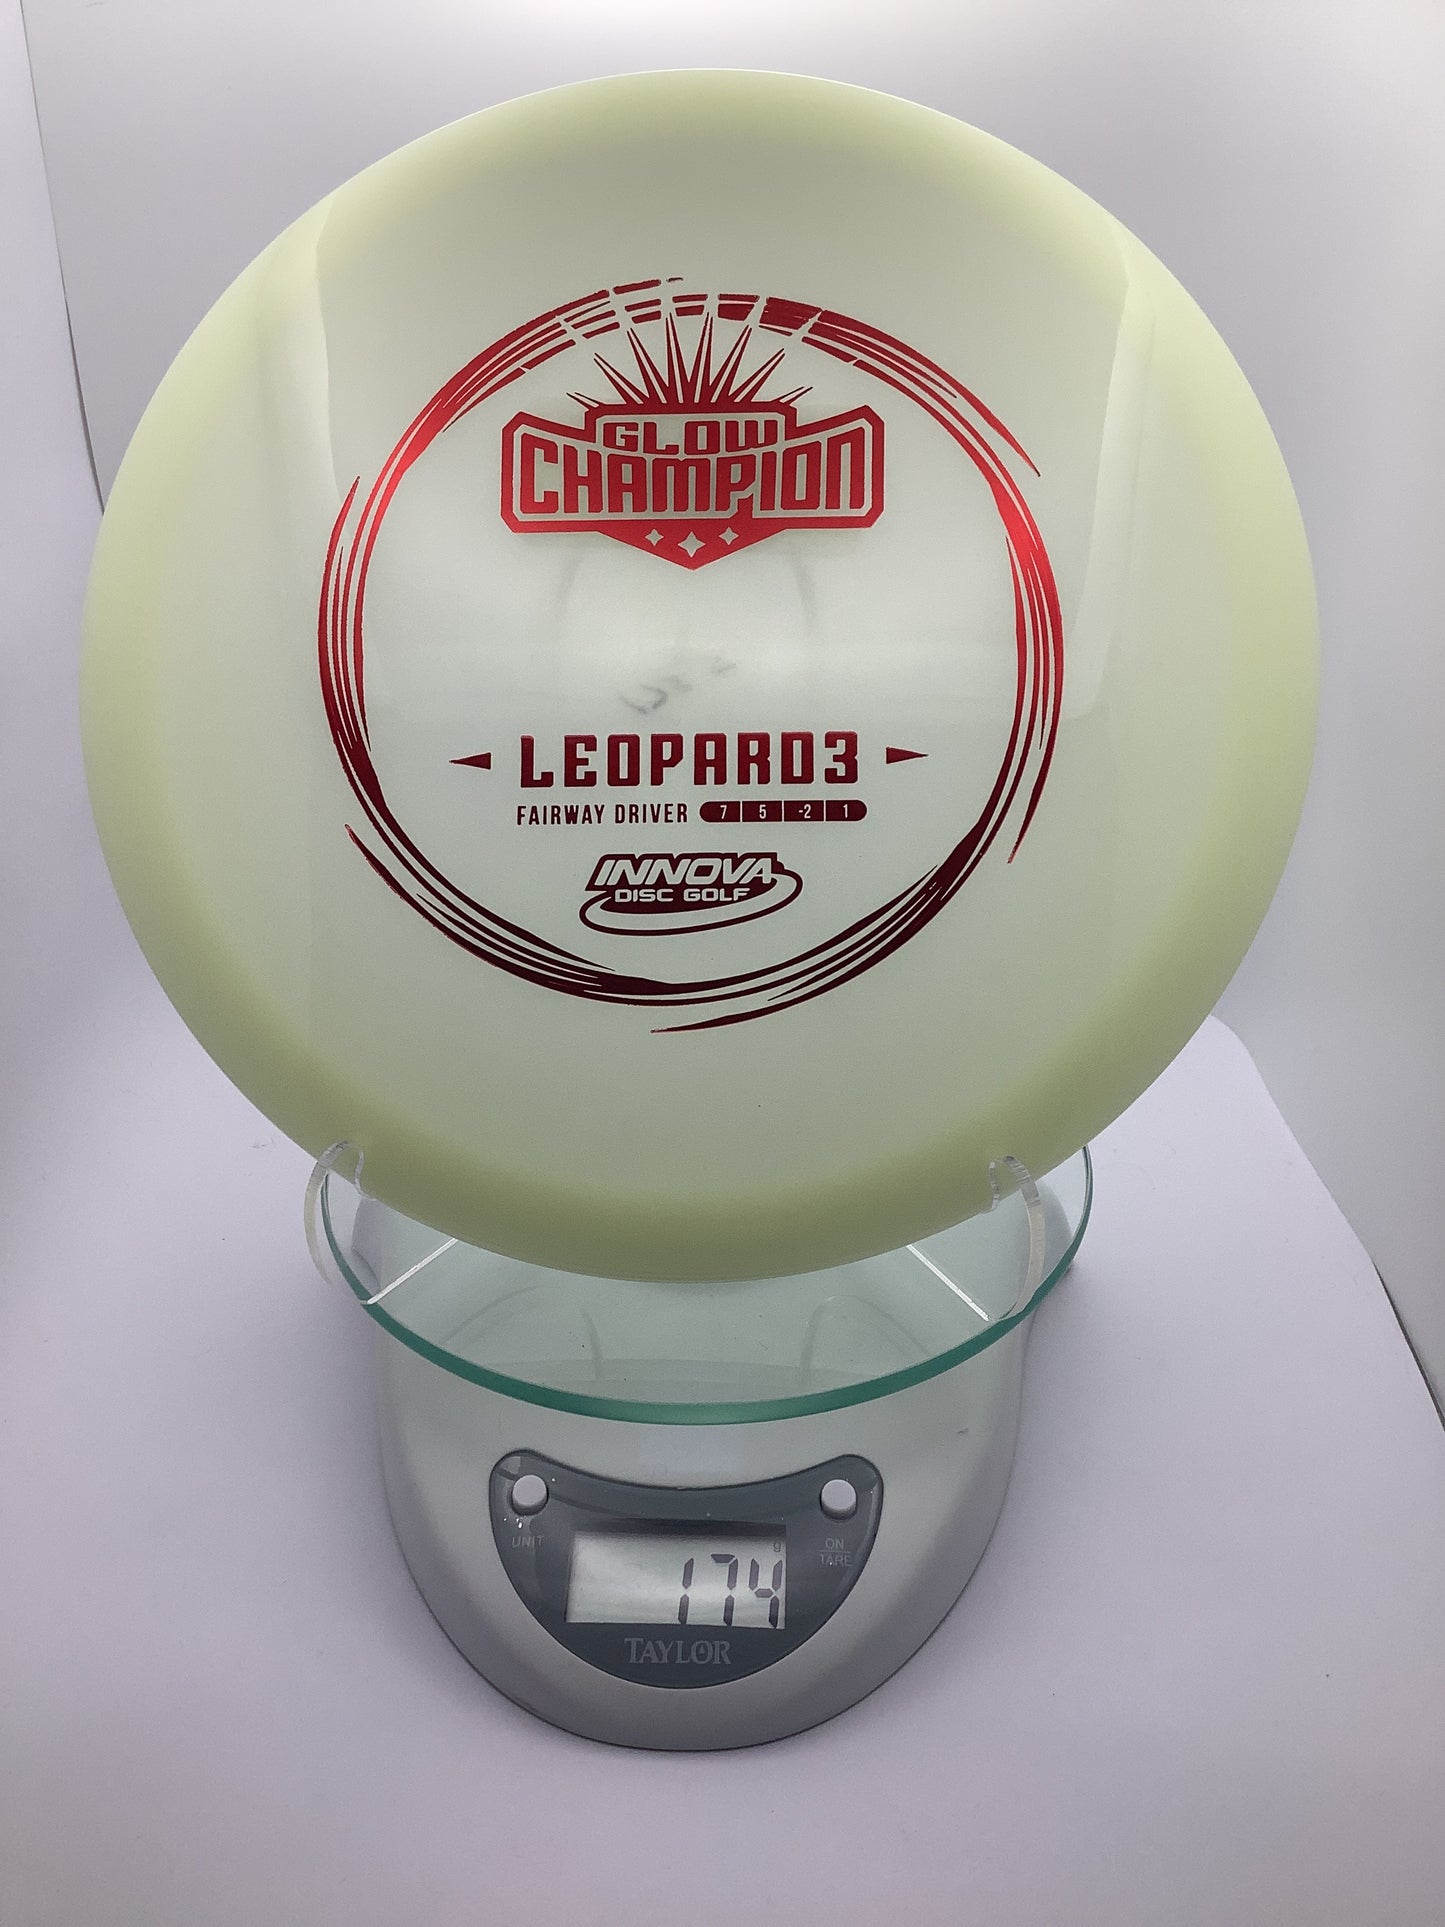 GLOW
CHAMPION
LEOPARD3
FAIRWAY DRIVER 7 5 -2 1
INNOVA
DISC GOLF
g
174
UNIT
ON
TARE
TAYLOR